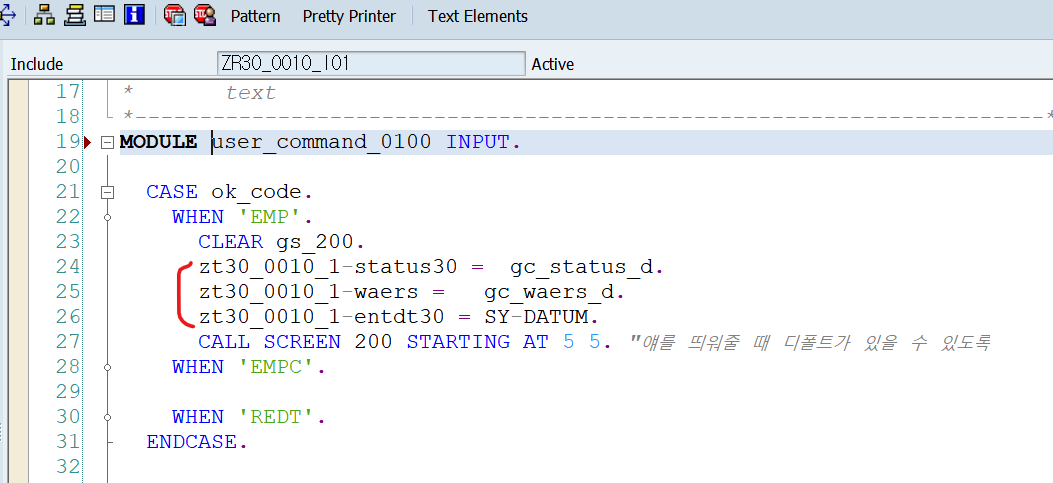 Pattern Pretty Printer Text Elements
Include ZR30_0010_I01 Active
17 * text
18 *----------------------------------------------------------------------*
19 MODULE user_command_0100 INPUT.
20
21 CASE ok_code.
22 WHEN 'EMP'.
23 CLEAR gs_200.
24 zt30_0010_1-status30 =  gc_status_d.
25 zt30_0010_1-waers =   gc_waers_d.
26 zt30_0010_1-entdt30 = SY-DATUM.
27 CALL SCREEN 200 STARTING AT 5 5. "얘를 띄워줄 때 디폴트가 있을 수 있도록
28 WHEN 'EMPC'.
29
30 WHEN 'REDT'.
31 ENDCASE.
32